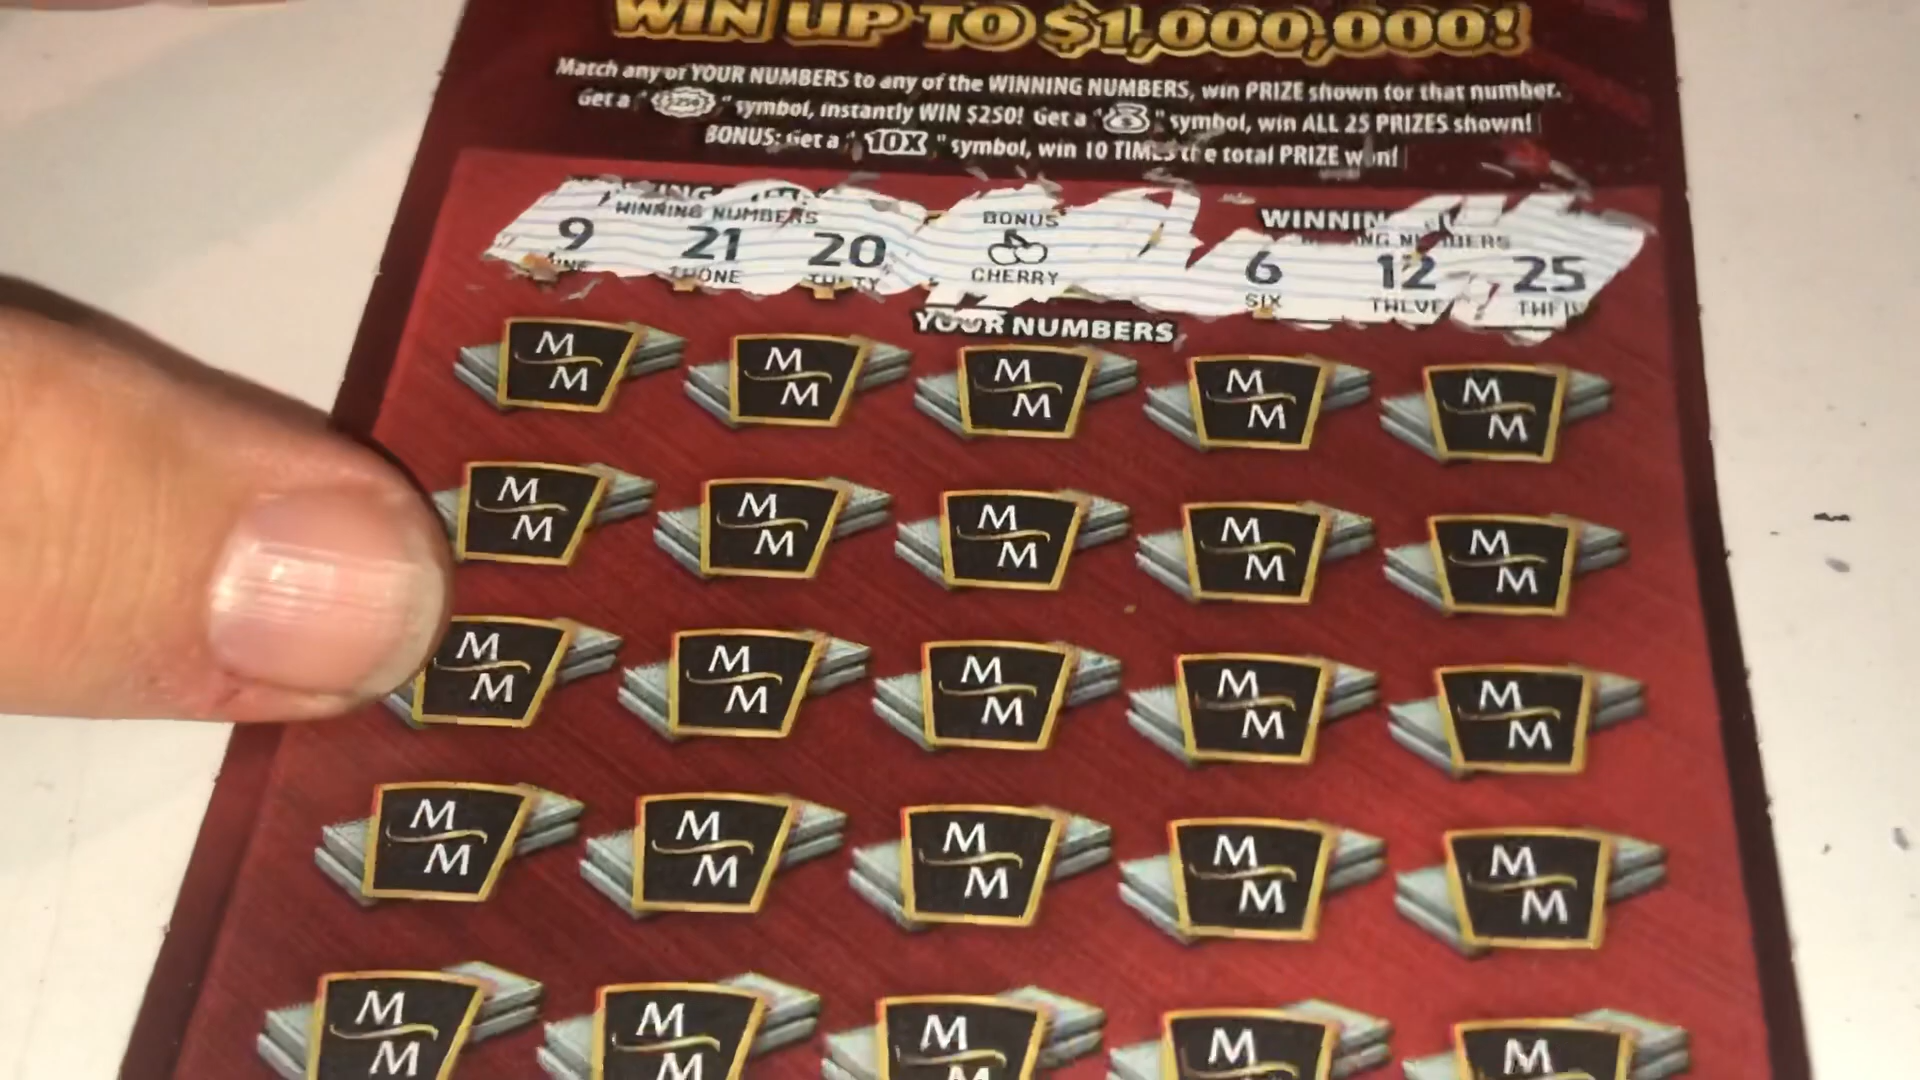 WIN UP TO $1,000,000!
Match any of YOUR NUMBERS to any of the WINNING NUMBERS, win PRIZE shown for that number.
Get a "$250" symbol, instantly WIN $250! Get a " " symbol, win ALL 25 PRIZES shown!
BONUS: Get a "10X" symbol, win 10 TIMES the total PRIZE won!
WINNING NUMBERS BONUS WINNIN
9 21 20 6 12 25
CHERRY SIX THLVE
TWONE
YOUR NUMBERS
M M M M M
M M M M M
M M M M M
M M M M M
M M M M M
M M M M M
M M M M M
M M M M M
M M M M M
M M M M M